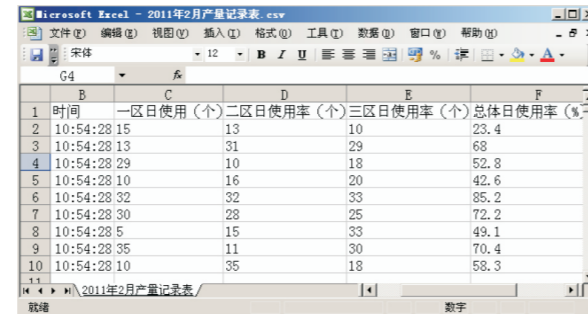 Microsoft Excel - 2011年2月产量记录表.csv
文件(F) 编辑(E) 视图(V) 插入(I) 格式(O) 工具(T) 数据(D) 窗口(W) 帮助(H)
宋体 12 B I U %
G4 fx
B C D E F
1 时间 一区日使用(个) 二区日使用率(个) 三区日使用率(个) 总体日使用率(%
2 10:54:28 15 13 10 23.4
3 10:54:28 13 31 29 68
4 10:54:28 29 10 18 52.8
5 10:54:28 10 16 20 42.6
6 10:54:28 32 32 33 85.2
7 10:54:28 30 28 25 72.2
8 10:54:28 5 15 33 49.1
9 10:54:28 35 11 30 70.4
10 10:54:28 10 35 18 58.3
11
2011年2月产量记录表
就绪 数字